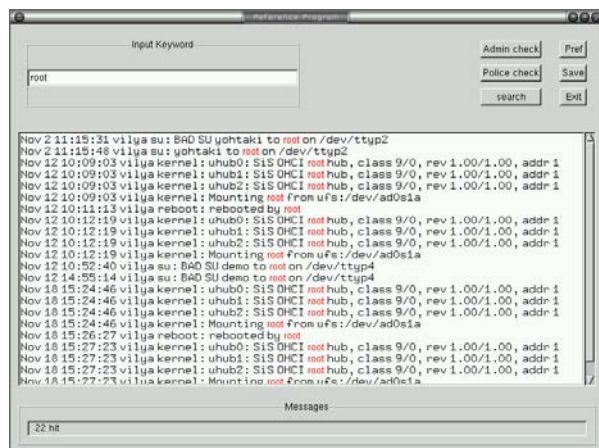 Reference Program
Input Keyword
root
Admin check
Pref
Police check
Save
search
Exit
Nov 2 11:15:31 vilya su: BAD SU yohtaki to root on /dev/ttyp2
Nov 2 11:15:48 vilya su: yohtaki to root on /dev/ttyp2
Nov 12 10:09:03 vilya kernel: uhub0: SiS OHCI root hub, class 9/0, rev 1.00/1.00, addr 1
Nov 12 10:09:03 vilya kernel: uhub1: SiS OHCI root hub, class 9/0, rev 1.00/1.00, addr 1
Nov 12 10:09:03 vilya kernel: uhub2: SiS OHCI root hub, class 9/0, rev 1.00/1.00, addr 1
Nov 12 10:09:03 vilya kernel: Mounting root from ufs:/dev/ad0s1a
Nov 12 10:11:13 vilya reboot: rebooted by root
Nov 12 10:12:19 vilya kernel: uhub0: SiS OHCI root hub, class 9/0, rev 1.00/1.00, addr 1
Nov 12 10:12:19 vilya kernel: uhub1: SiS OHCI root hub, class 9/0, rev 1.00/1.00, addr 1
Nov 12 10:12:19 vilya kernel: uhub2: SiS OHCI root hub, class 9/0, rev 1.00/1.00, addr 1
Nov 12 10:12:19 vilya kernel: Mounting root from ufs:/dev/ad0s1a
Nov 12 10:52:40 vilya su: BAD SU demo to root on /dev/ttyp4
Nov 12 14:55:14 vilya su: BAD SU demo to root on /dev/ttyp4
Nov 18 15:24:46 vilya kernel: uhub0: SiS OHCI root hub, class 9/0, rev 1.00/1.00, addr 1
Nov 18 15:24:46 vilya kernel: uhub1: SiS OHCI root hub, class 9/0, rev 1.00/1.00, addr 1
Nov 18 15:24:46 vilya kernel: uhub2: SiS OHCI root hub, class 9/0, rev 1.00/1.00, addr 1
Nov 18 15:24:46 vilya kernel: Mounting root from ufs:/dev/ad0s1a
Nov 18 15:26:27 vilya reboot: rebooted by root
Nov 18 15:27:23 vilya kernel: uhub0: SiS OHCI root hub, class 9/0, rev 1.00/1.00, addr 1
Nov 18 15:27:23 vilya kernel: uhub1: SiS OHCI root hub, class 9/0, rev 1.00/1.00, addr 1
Nov 18 15:27:23 vilya kernel: uhub2: SiS OHCI root hub, class 9/0, rev 1.00/1.00, addr 1
Nov 18 15:27:23 vilya kernel: Mounting root from ufs:/dev/ad0s1a
Messages
22 hit